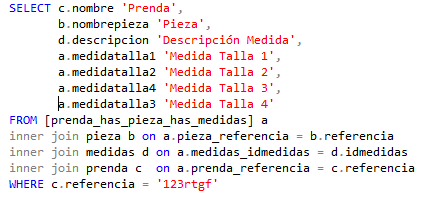 SELECT c.nombre 'Prenda',
b.nombrepieza 'Pieza',
d.descripcion 'Descripción Medida',
a.medidatalla1 'Medida Talla 1',
a.medidatalla2 'Medida Talla 2',
a.medidatalla4 'Medida Talla 3',
a.medidatalla3 'Medida Talla 4'
FROM [prenda_has_pieza_has_medidas] a
inner join pieza b on a.pieza_referencia = b.referencia
inner join medidas d on a.medidas_idmedidas = d.idmedidas
inner join prenda c  on a.prenda_referencia = c.referencia
WHERE c.referencia = '123rtgf'